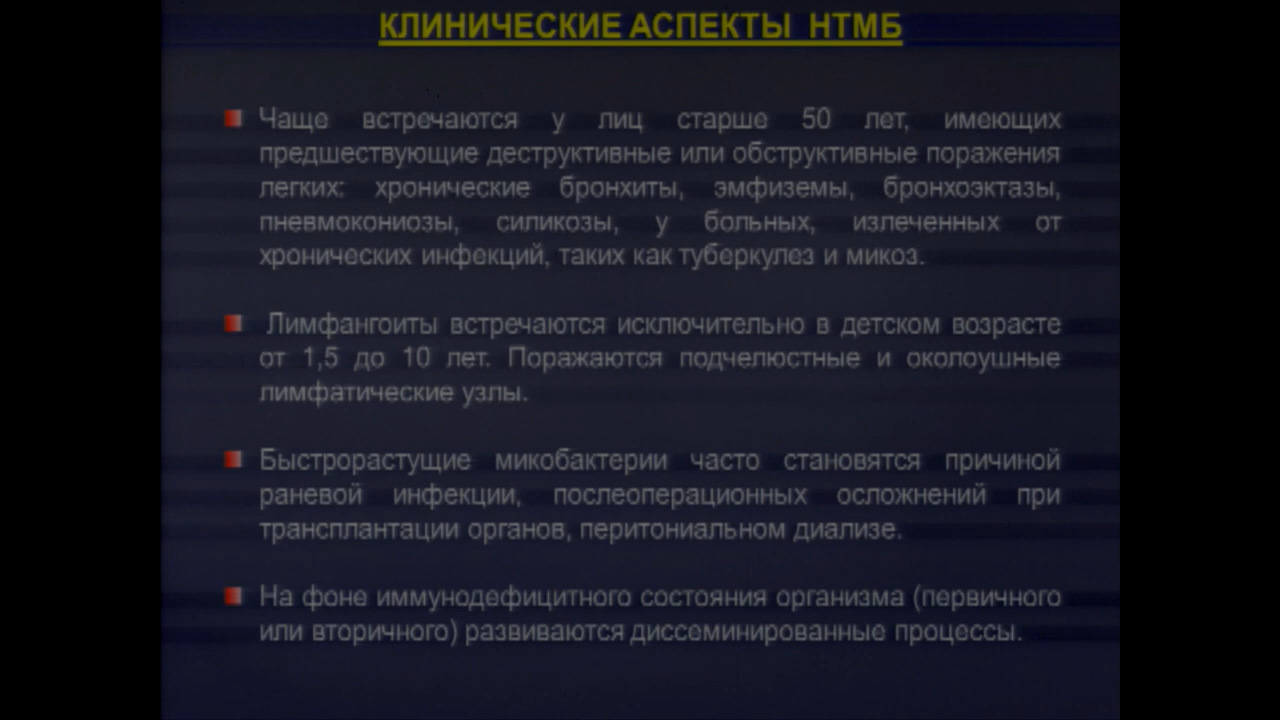 КЛИНИЧЕСКИЕ АСПЕКТЫ НТМБ
Чаще встречаются у лиц старше 50 лет, имеющих
предшествующие деструктивные или обструктивные поражения
легких: хронические бронхиты, эмфиземы, бронхоэктазы,
пневмокониозы, силикозы, у больных, излеченных от
хронических инфекций, таких как туберкулез и микоз.
Лимфангоиты встречаются исключительно в детском возрасте
от 1,5 до 10 лет. Поражаются подчелюстные и околоушные
лимфатические узлы.
Быстрорастущие микобактерии часто становятся причиной
раневой инфекции, послеоперационных осложнений при
трансплантации органов, перитониальном диализе.
На фоне иммунодефицитного состояния организма (первичного
или вторичного) развиваются диссеминированные процессы.